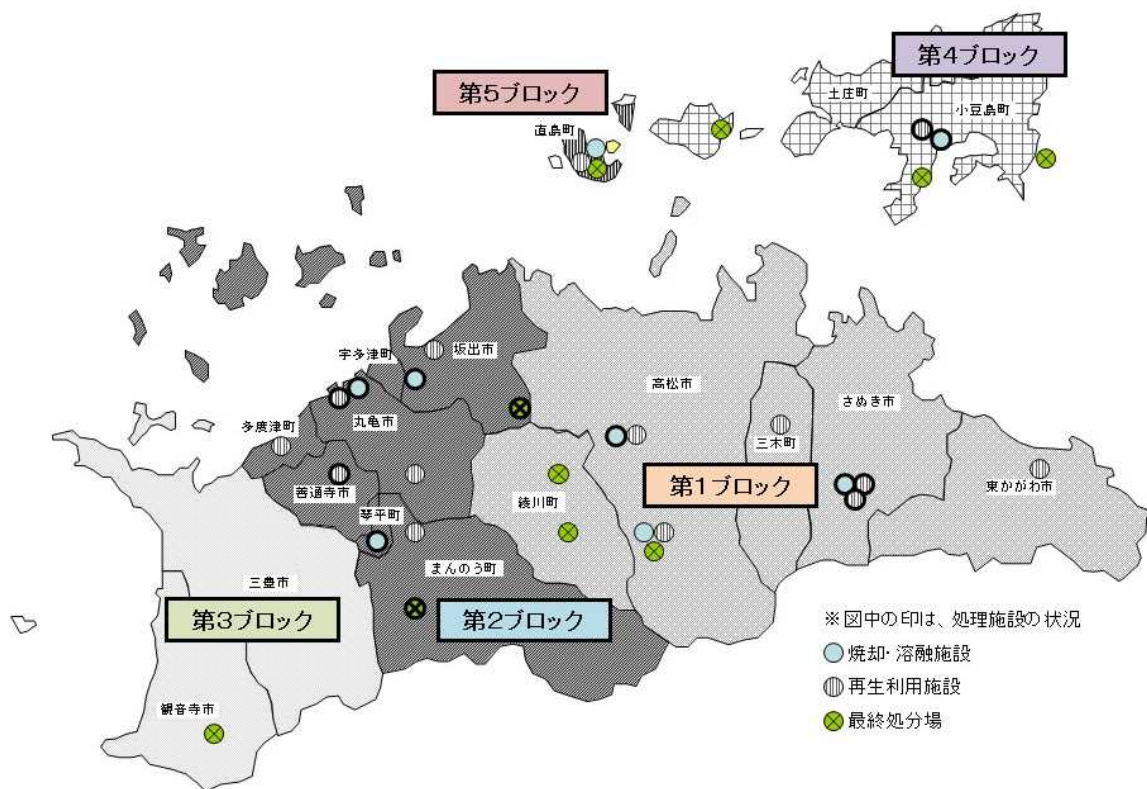 第4ブロック
第5ブロック
土庄町
小豆島町
直島町
宇多津町
坂出市
高松市
丸亀市
さぬき市
多度津町
三木町
善通寺市
第1ブロック
東かがわ市
綾川町
琴平町
まんのう町
三豊市
第3ブロック
第2ブロック
※図中の印は、処理施設の状況
焼却・溶融施設
再生利用施設
観音寺市
最終処分場